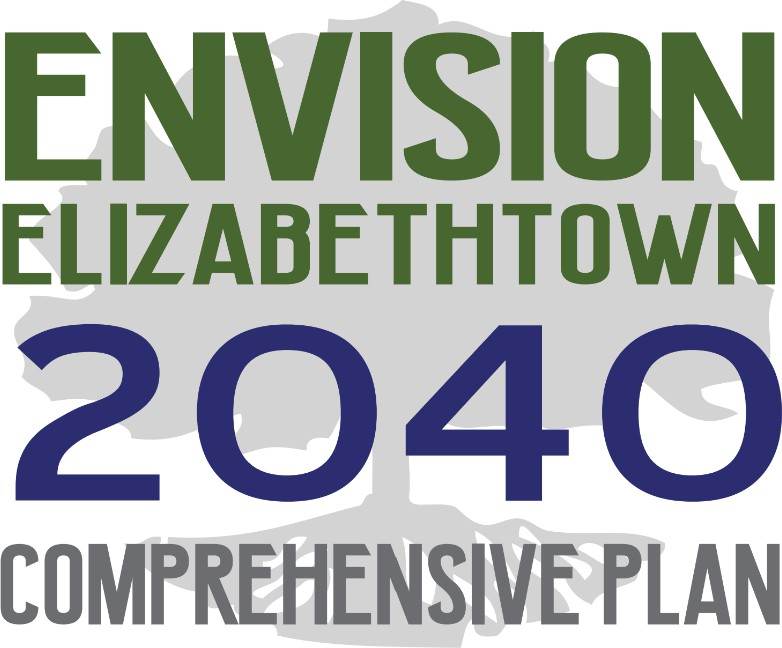 ENVISION
ELIZABETHTOWN
2040
COMPREHENSIVE PLAN